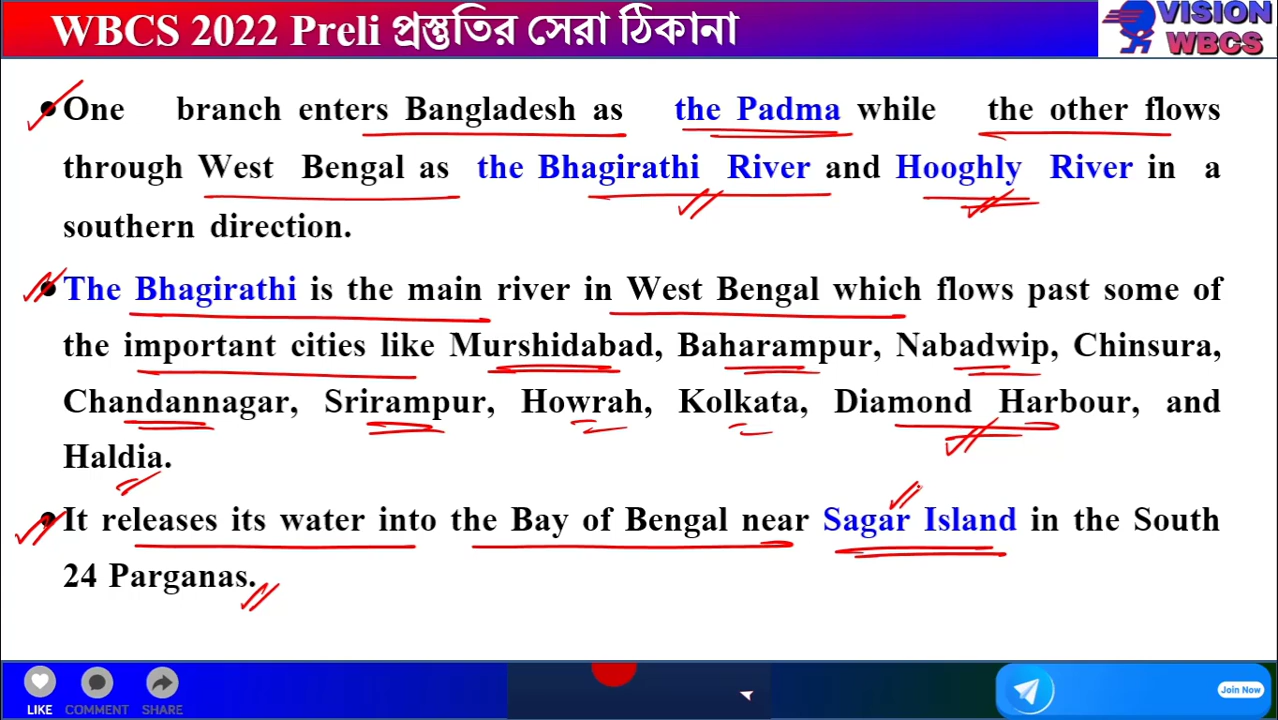 WBCS 2022 Preli প্রস্তুতির সেরা ঠিকানা
VISION
WBCS
One branch enters Bangladesh as the Padma while the other flows
through West Bengal as the Bhagirathi River and Hooghly River in a
southern direction.
The Bhagirathi is the main river in West Bengal which flows past some of
the important cities like Murshidabad, Baharampur, Nabadwip, Chinsura,
Chandannagar, Srirampur, Howrah, Kolkata, Diamond Harbour, and
Haldia.
It releases its water into the Bay of Bengal near Sagar Island in the South
24 Parganas.
LIKE COMMENT SHARE
Join Now